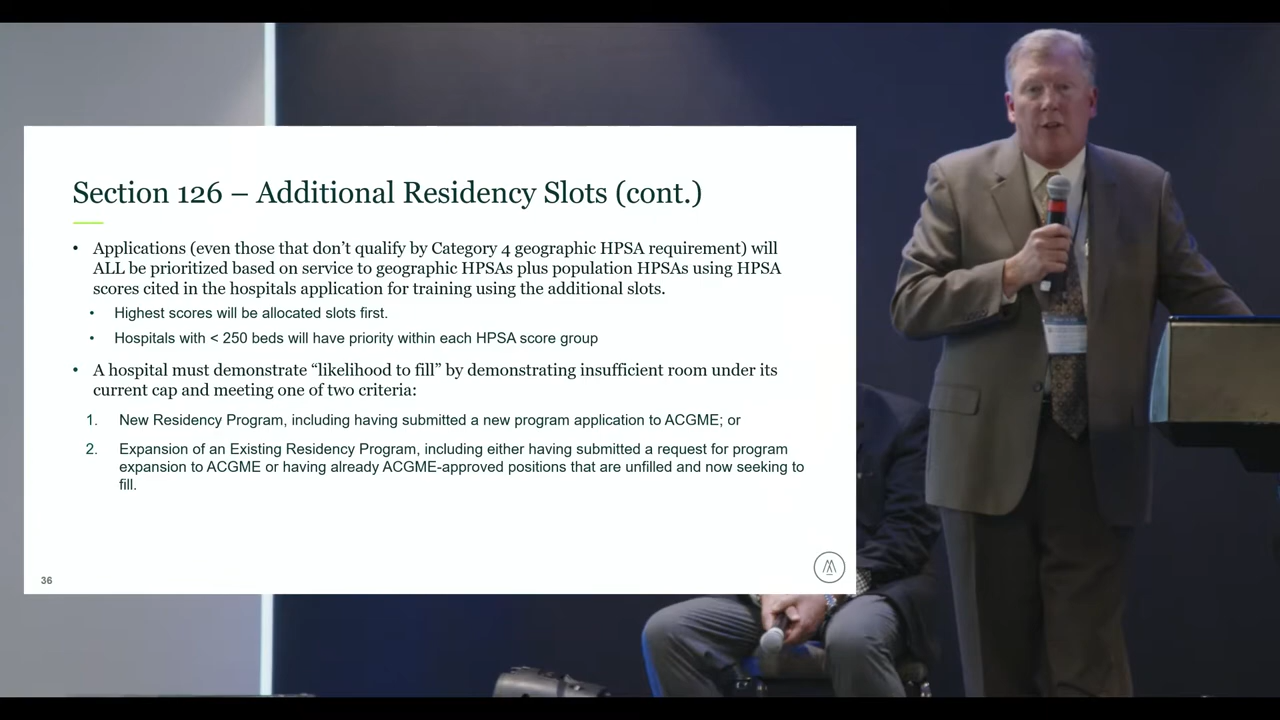 Section 126 – Additional Residency Slots (cont.)
• Applications (even those that don’t qualify by Category 4 geographic HPSA requirement) will
ALL be prioritized based on service to geographic HPSAs plus population HPSAs using HPSA
scores cited in the hospitals application for training using the additional slots.
• Highest scores will be allocated slots first.
• Hospitals with < 250 beds will have priority within each HPSA score group
• A hospital must demonstrate “likelihood to fill” by demonstrating insufficient room under its
current cap and meeting one of two criteria:
1. New Residency Program, including having submitted a new program application to ACGME; or
2. Expansion of an Existing Residency Program, including either having submitted a request for program
expansion to ACGME or having already ACGME-approved positions that are unfilled and now seeking to
fill.
36